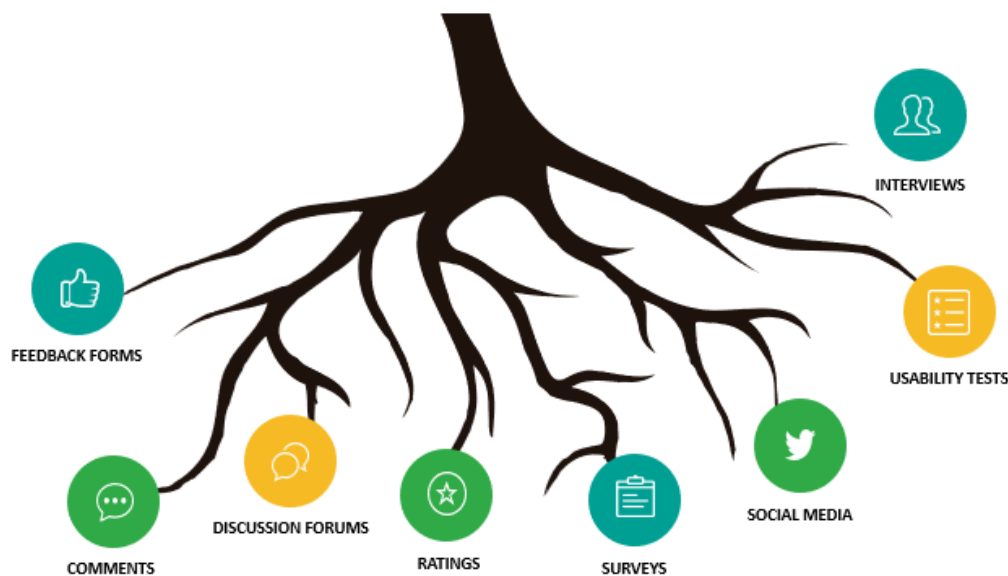 INTERVIEWS
FEEDBACK FORMS
USABILITY TESTS
DISCUSSION FORUMS
SOCIAL MEDIA
COMMENTS
RATINGS
SURVEYS